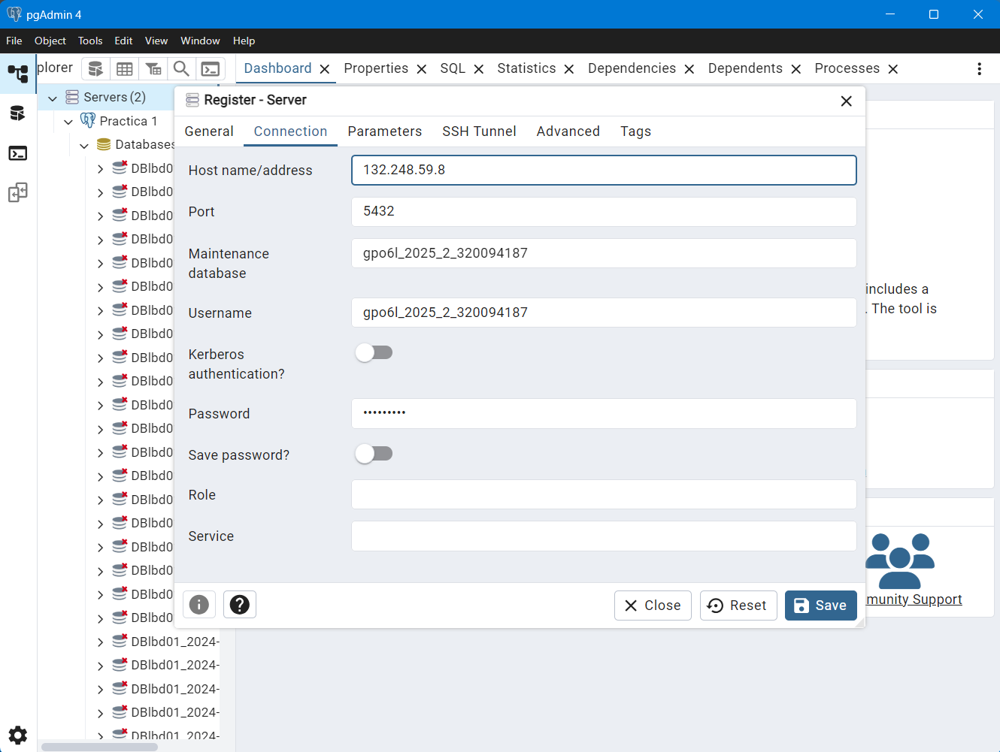 pgAdmin 4
File Object Tools Edit View Window Help
plorer Dashboard Properties SQL Statistics Dependencies Dependents Processes
Servers (2)
Register - Server
Practica 1
General Connection Parameters SSH Tunnel Advanced Tags
Databases
DBlbd0
Host name/address 132.248.59.8
DBlbd0
Port 5432
DBlbd0
DBlbd0
Maintenance database gpo6l_2025_2_320094187
DBlbd0
DBlbd0
includes a
Username gpo6l_2025_2_320094187
. The tool is
DBlbd0
DBlbd0
Kerberos authentication?
DBlbd0
DBlbd0
DBlbd0
Password •••••••••
DBlbd0
DBlbd0
Save password?
DBlbd0
DBlbd0
Role
DBlbd0
Service
DBlbd0
DBlbd0
DBlbd0
DBlbd0
Close Reset Save
munity Support
DBlbd01_2024-
DBlbd01_2024-
DBlbd01_2024-
DBlbd01_2024-
DBlbd01_2024-